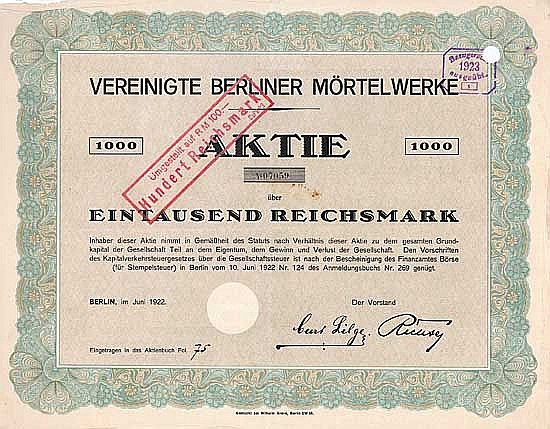 Bezugsrecht
1923
ausgeübt.
VEREINIGTE BERLINER MÖRTELWERKE
Umgestellt auf R.M 100.—
Hundert Reichsmark
1000
AKTIE
1000
№07059
über
EINTAUSEND REICHSMARK
Inhaber dieser Aktie nimmt in Gemäßheit des Statuts nach Verhältnis dieser Aktie zu dem gesamten Grund-
kapital der Gesellschaft Teil an dem Eigentum, dem Gewinn und Verlust der Gesellschaft. Den Vorschriften
des Kapitalverkehrsteuergesetzes über die Gesellschaftssteuer ist nach der Bescheinigung des Finanzamtes Börse
(für Stempelsteuer) in Berlin vom 10. Juni 1922 Nr. 124 des Anmeldungsbuchs Nr. 269 genügt.
BERLIN, im Juni 1922.
Der Vorstand
Eingetragen in das Aktienbuch Fol. 75